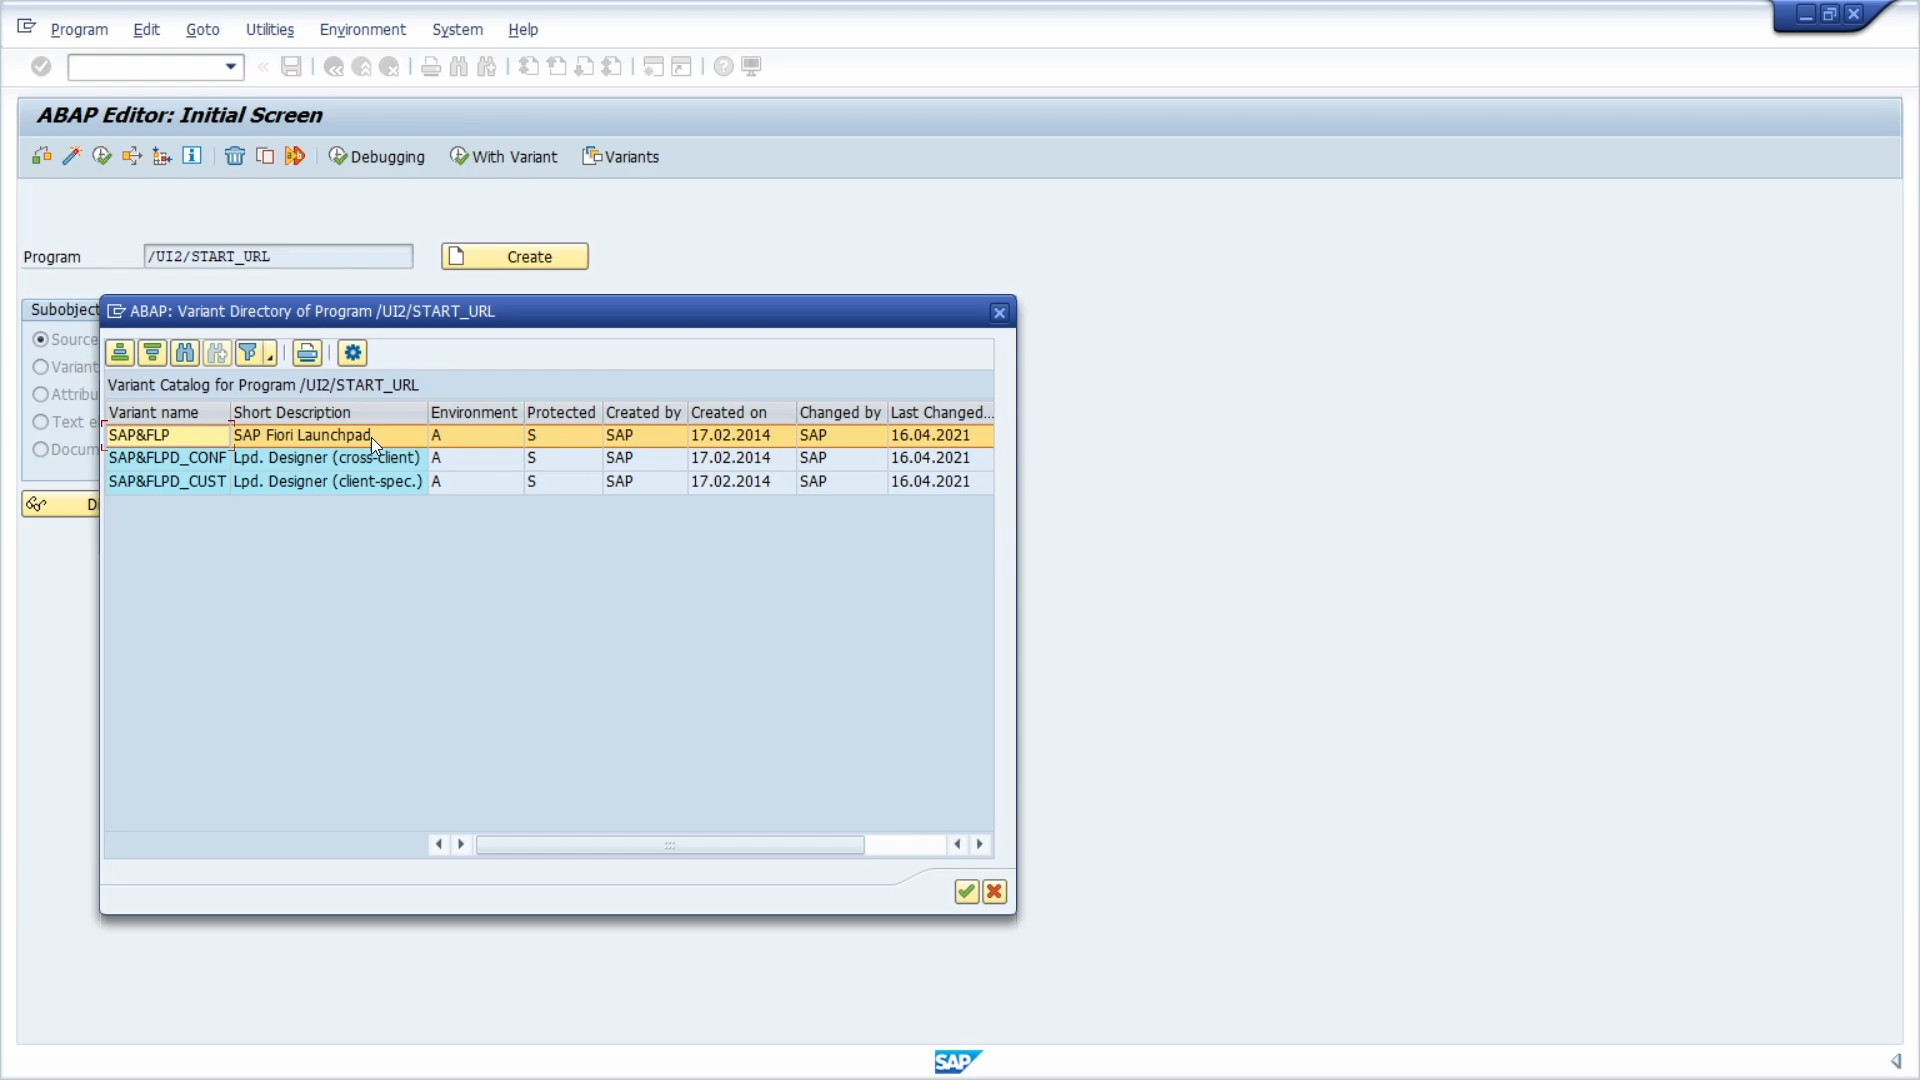 Program Edit Goto Utilities Environment System Help
ABAP Editor: Initial Screen
Debugging With Variant Variants
Program /UI2/START_URL Create
Subobject
Source
Variant
Attribu
Text e
Docum
D
ABAP: Variant Directory of Program /UI2/START_URL
Variant Catalog for Program /UI2/START_URL
Variant name Short Description Environment Protected Created by Created on Changed by Last Changed...
SAP&FLP SAP Fiori Launchpad A S SAP 17.02.2014 SAP 16.04.2021
SAP&FLPD_CONF Lpd. Designer (cross-client) A S SAP 17.02.2014 SAP 16.04.2021
SAP&FLPD_CUST Lpd. Designer (client-spec.) A S SAP 17.02.2014 SAP 16.04.2021
SAP